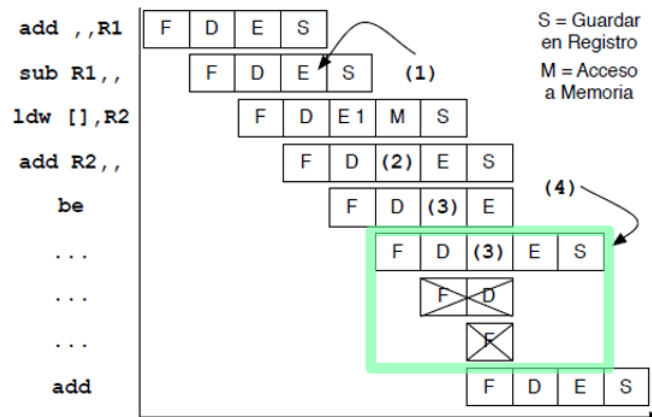 add ,,R1 F D E S
S = Guardar
en Registro
M = Acceso
a Memoria
sub R1,, F D E S (1)
ldw [],R2 F D E1 M S
add R2,, F D (2) E S
be F D (3) E
(4)
... F D (3) E S
... F D
... F
add F D E S